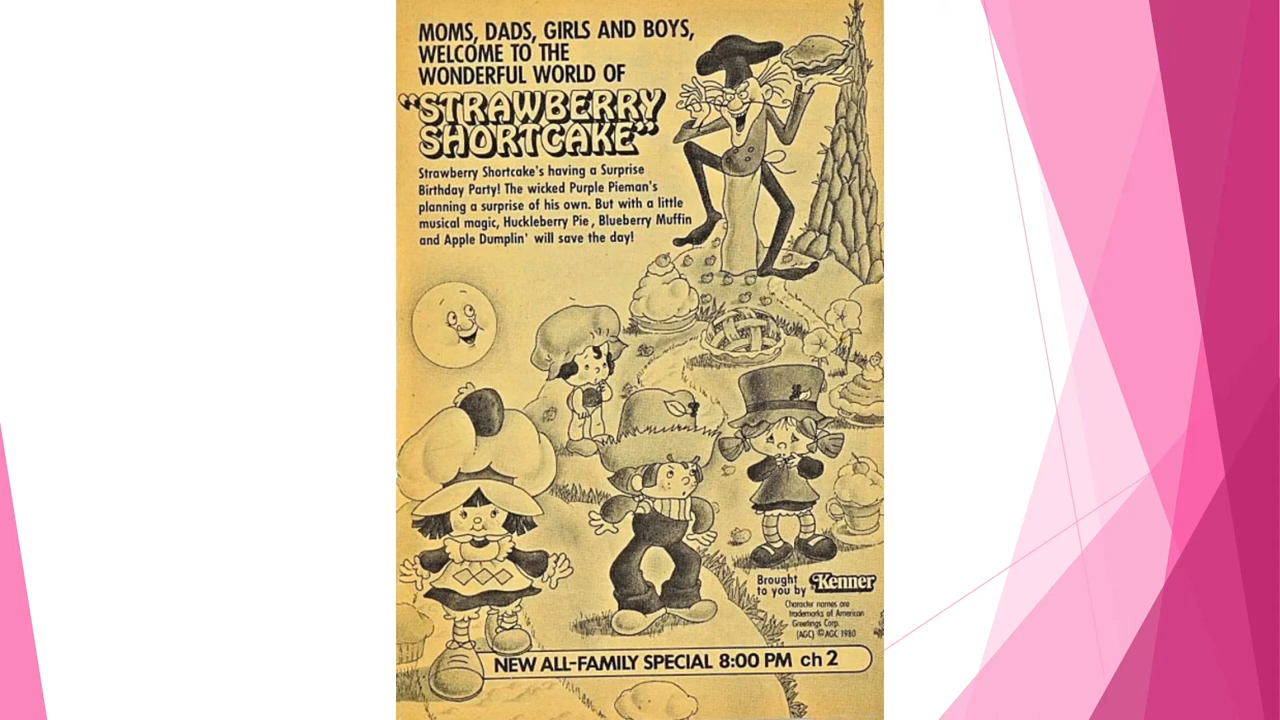 MOMS, DADS, GIRLS AND BOYS,
WELCOME TO THE
WONDERFUL WORLD OF
"STRAWBERRY
SHORTCAKE"
Strawberry Shortcake's having a Surprise
Birthday Party! The wicked Purple Pieman's
planning a surprise of his own. But with a little
musical magic, Huckleberry Pie, Blueberry Muffin
and Apple Dumplin' will save the day!
Brought
to you by Kenner
Character names are
trademarks of American
Greetings Corp.
(AGC) ©AGC 1980
NEW ALL-FAMILY SPECIAL 8:00 PM ch 2